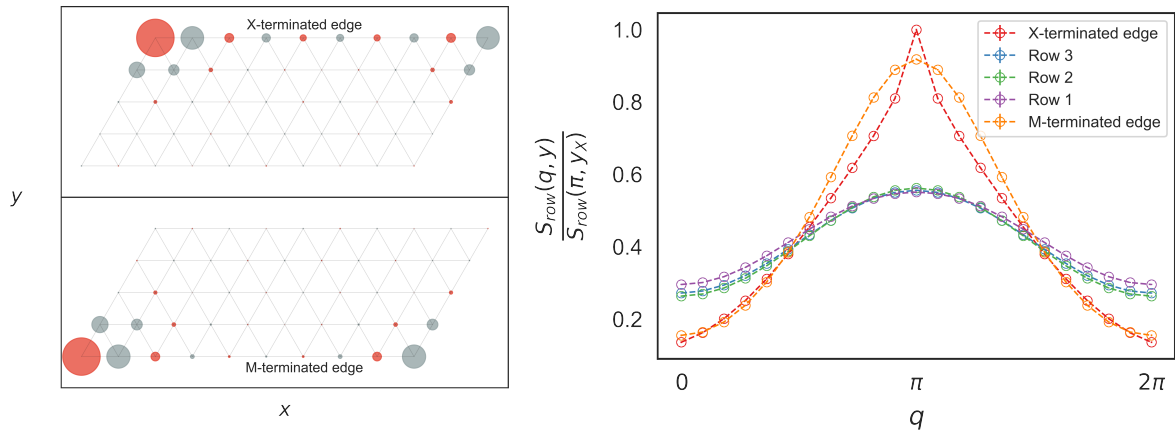 X-terminated edge
y
M-terminated edge
x
S_row(q, y)
S_row(π, y_X)
1.0
0.8
0.6
0.4
0.2
0
π
2π
q
X-terminated edge
Row 3
Row 2
Row 1
M-terminated edge